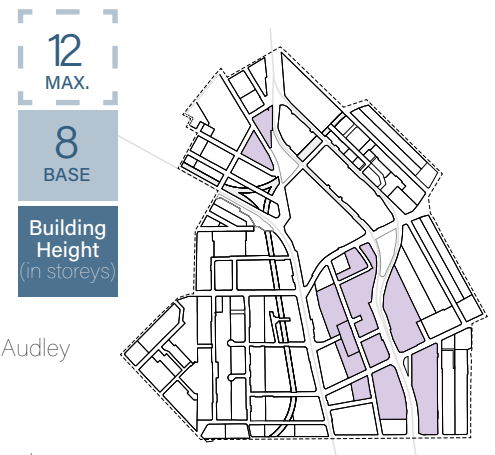 12
MAX.
8
BASE
Building
Height
(in storeys)
Audley